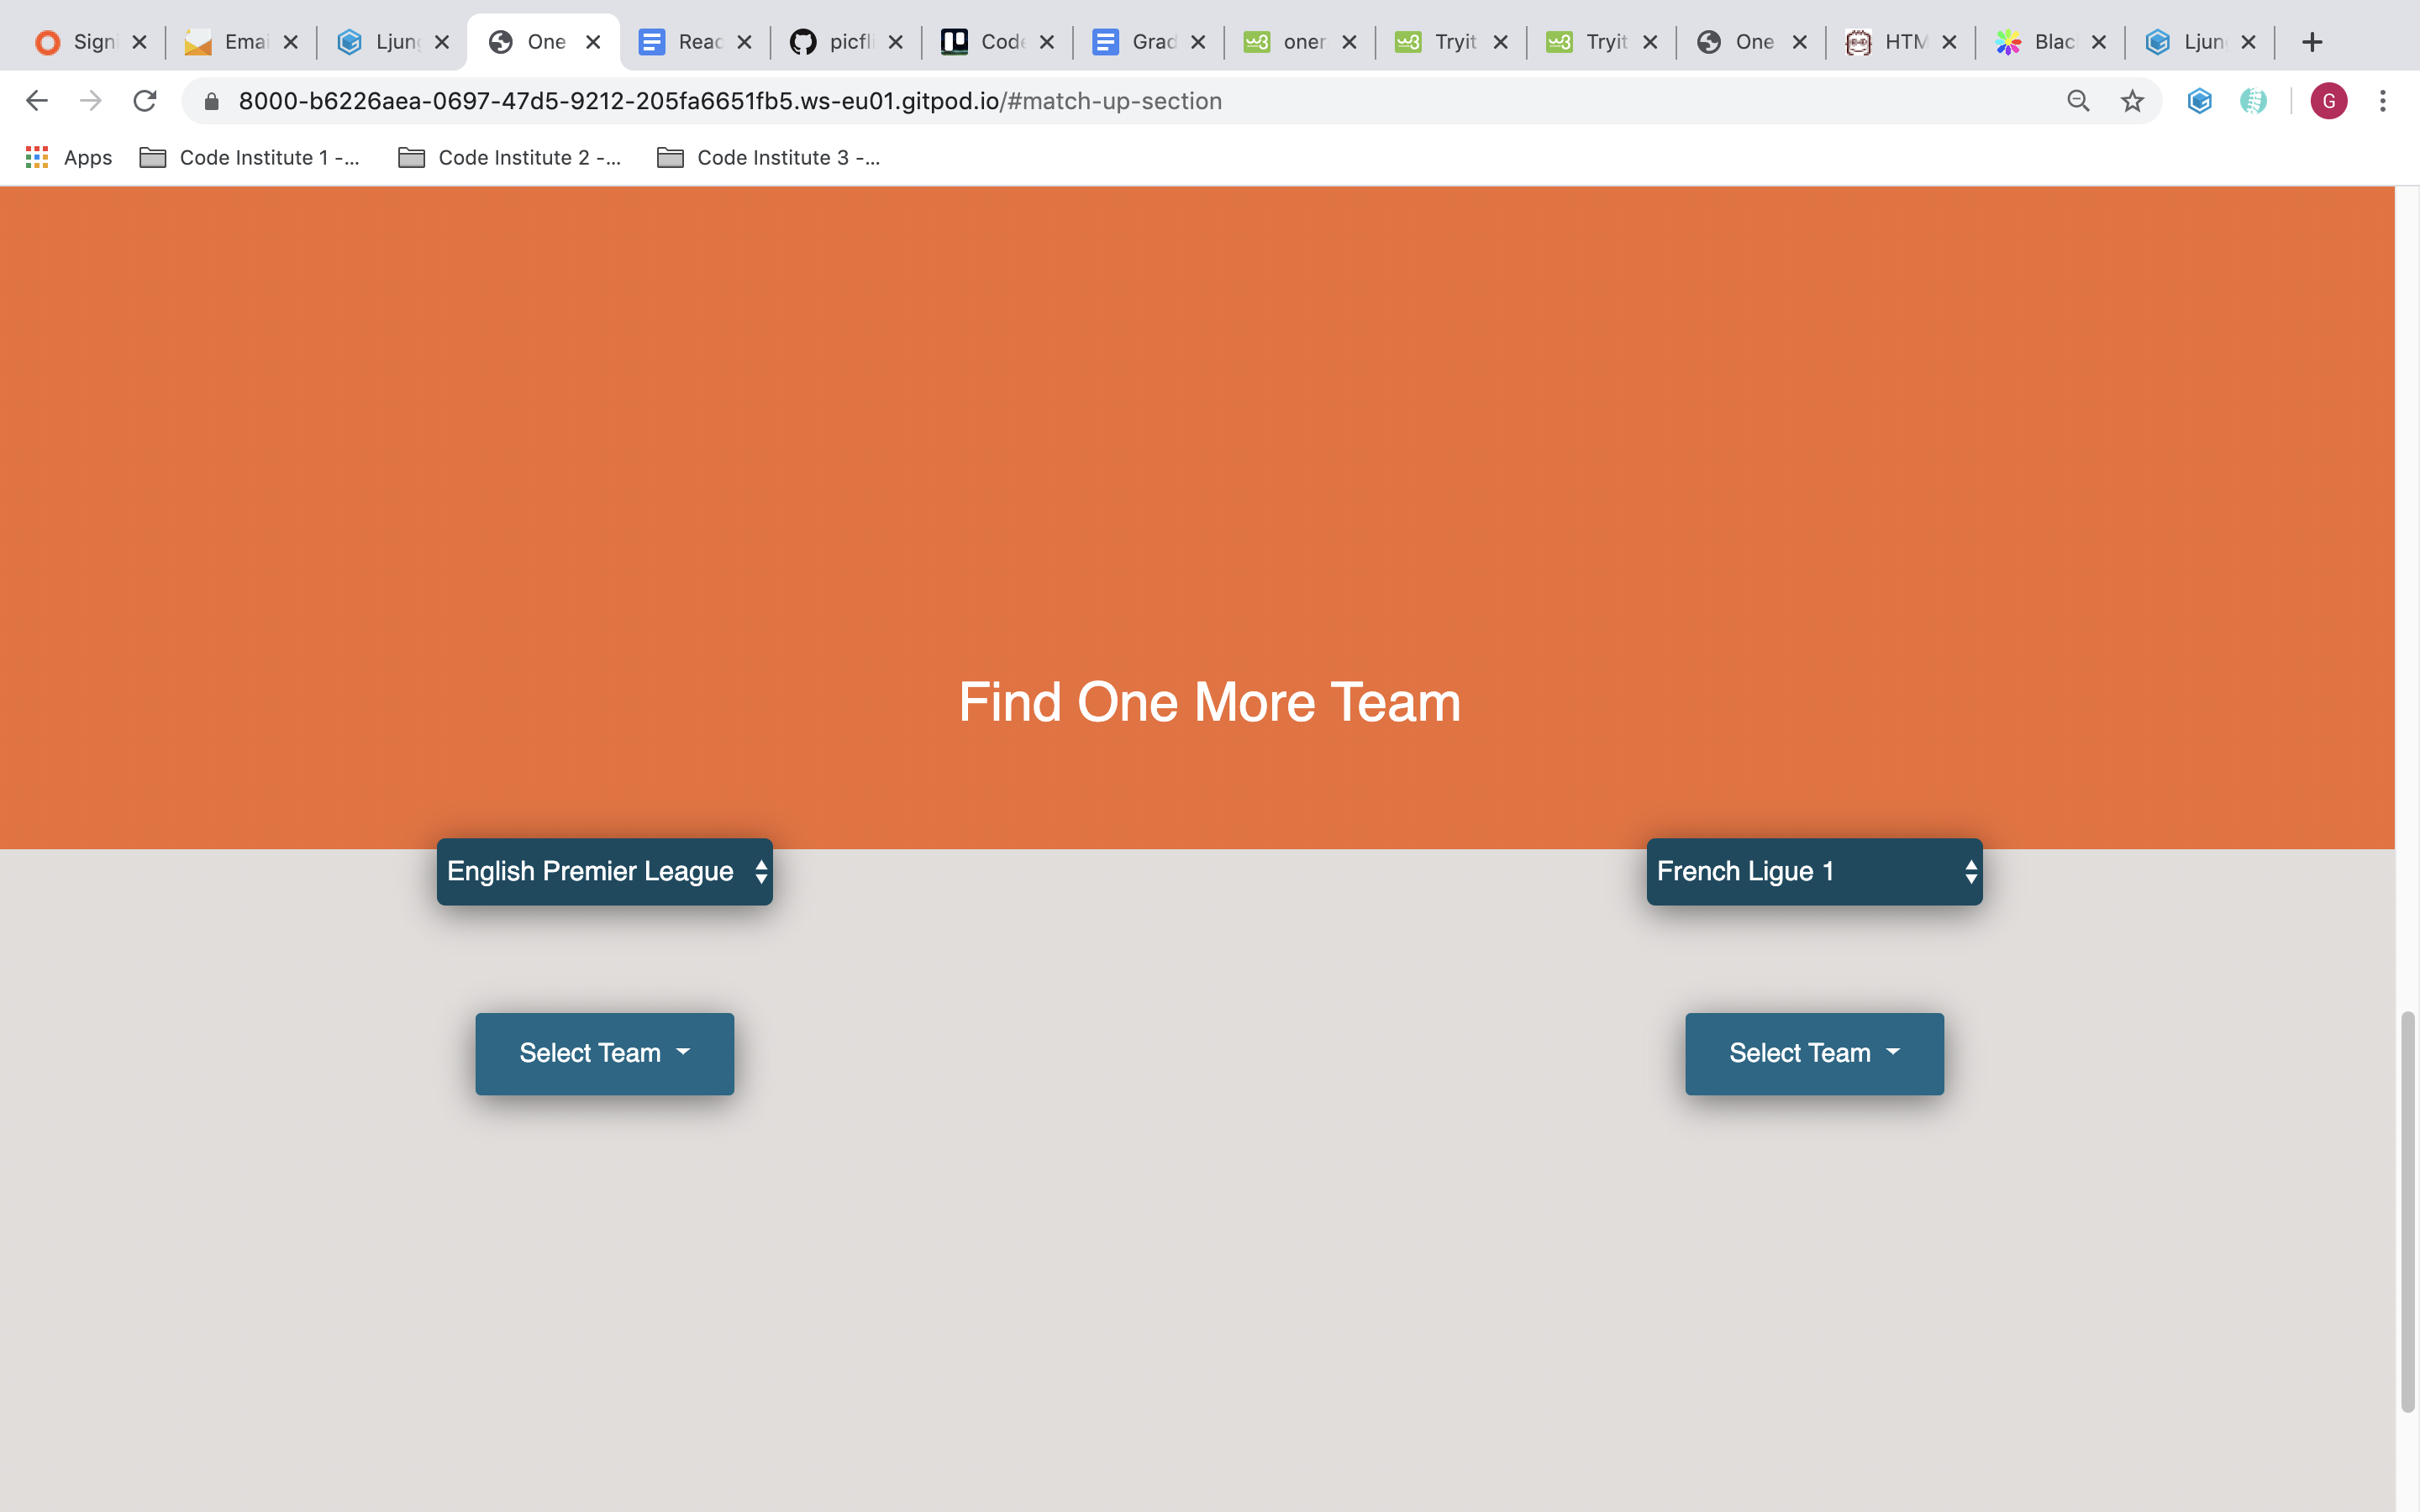 Signi Emai Ljung One Read picfli Code Grad oner Tryit Tryit One HTM Blac Ljun
8000-b6226aea-0697-47d5-9212-205fa6651fb5.ws-eu01.gitpod.io/#match-up-section G
Apps Code Institute 1 -... Code Institute 2 -... Code Institute 3 -...
Find One More Team
English Premier League French Ligue 1
Select Team Select Team